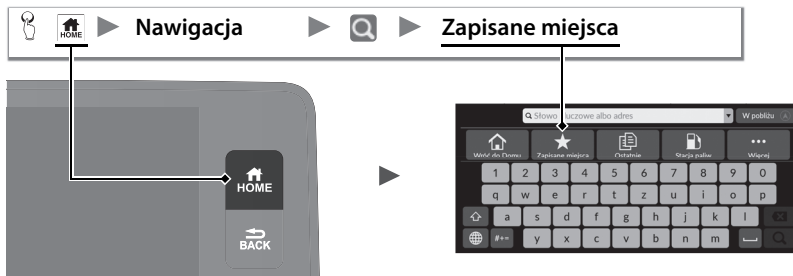 HOME Nawigacja Zapisane miejsca
HOME
BACK
Słowo kluczowe albo adres W pobliżu
Wróć do Domu Zapisane miejsca Ostatnie Stacja paliw Więcej
1 2 3 4 5 6 7 8 9 0
q w e r t z u i o p
a s d f g h j k l
#+= y x c v b n m